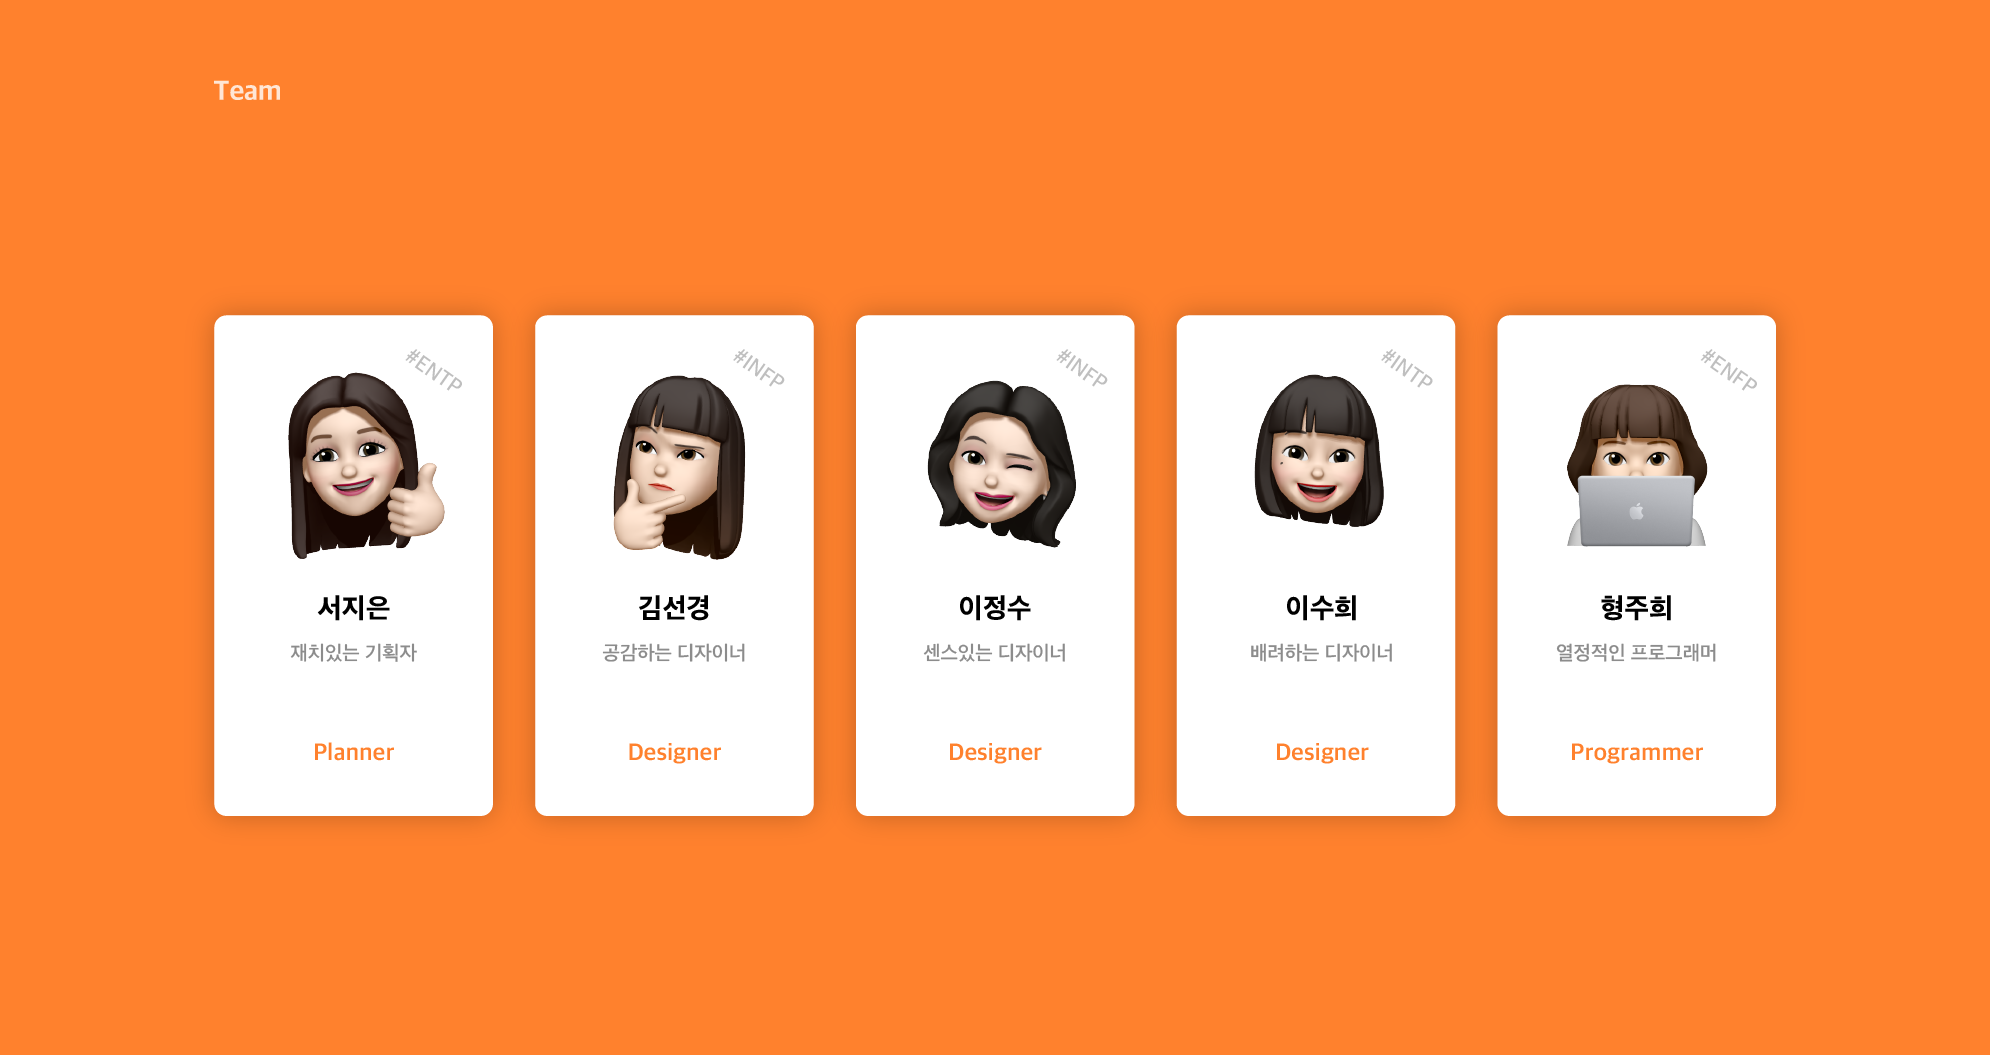 Team
#ENTP
서지은
재치있는 기획자
Planner
#INFP
김선경
공감하는 디자이너
Designer
#INFP
이정수
센스있는 디자이너
Designer
#INTP
이수희
배려하는 디자이너
Designer
#ENFP
형주희
열정적인 프로그래머
Programmer